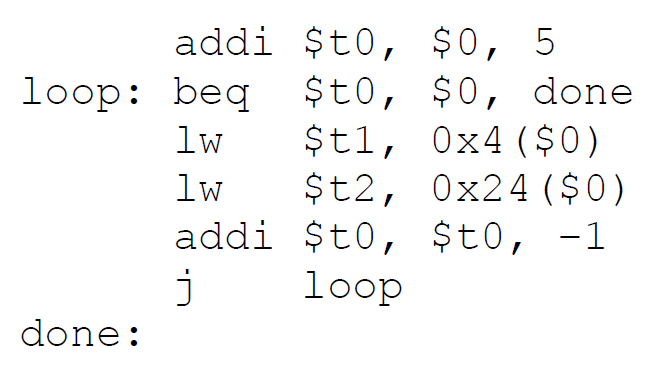 addi $t0, $0, 5
loop: beq $t0, $0, done
lw $t1, 0x4($0)
lw $t2, 0x24($0)
addi $t0, $t0, -1
j loop
done: